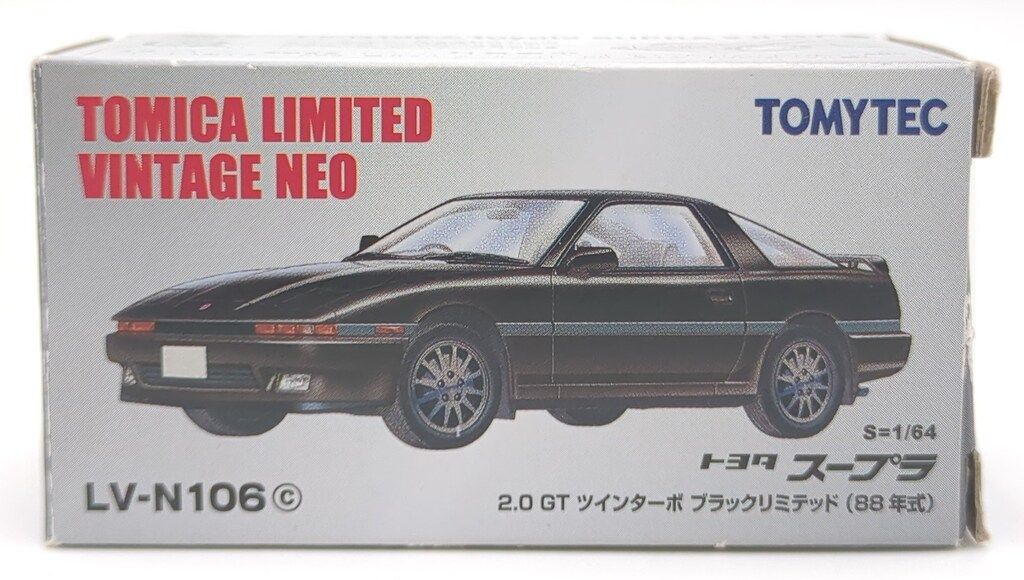 TOMICA LIMITED
VINTAGE NEO
TOMYTEC
S=1/64
トヨタ スープラ
LV-N106ⓒ
2.0 GT ツインターボ ブラックリミテッド (88年式)